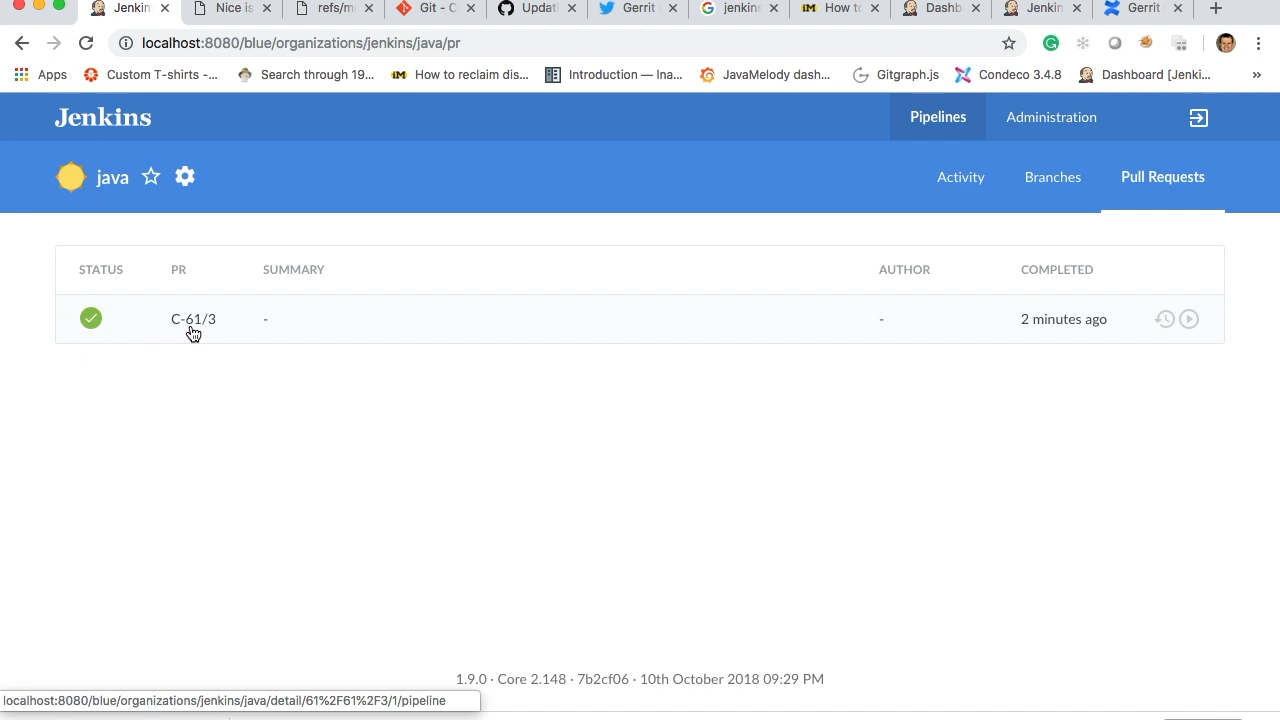 Jenkin Nice is refs/m Git - C Updati Gerrit jenkin How to Dashb Jenkin Gerrit
localhost:8080/blue/organizations/jenkins/java/pr
Apps Custom T-shirts -... Search through 19... How to reclaim dis... Introduction — Ina... JavaMelody dash... Gitgraph.js Condeco 3.4.8 Dashboard [Jenki... »
Jenkins Pipelines Administration
java Activity Branches Pull Requests
STATUS PR SUMMARY AUTHOR COMPLETED
C-61/3 - - 2 minutes ago
1.9.0 · Core 2.148 · 7b2cf06 · 10th October 2018 09:29 PM
localhost:8080/blue/organizations/jenkins/java/detail/61%2F61%2F3/1/pipeline